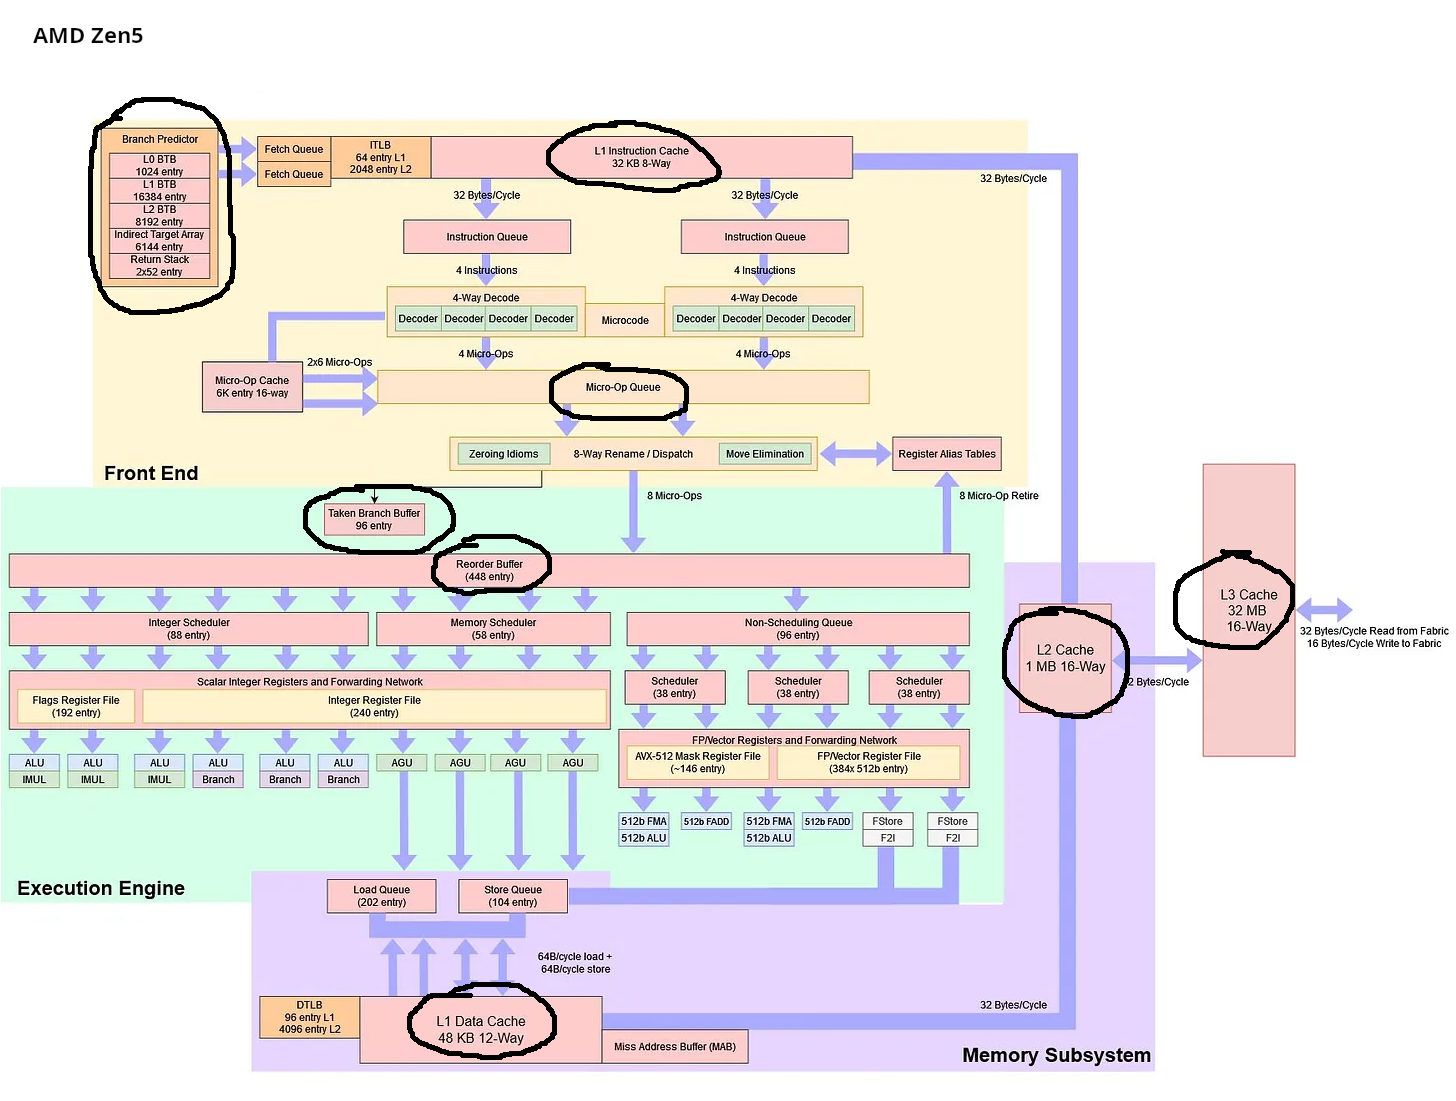 AMD Zen5
Branch Predictor
L0 BTB
1024 entry
L1 BTB
16384 entry
L2 BTB
8192 entry
Indirect Target Array
6144 entry
Return Stack
2x52 entry
Fetch Queue
Fetch Queue
ITLB
64 entry L1
2048 entry L2
L1 Instruction Cache
32 KB 8-Way
32 Bytes/Cycle
32 Bytes/Cycle
32 Bytes/Cycle
Instruction Queue
Instruction Queue
4 Instructions
4 Instructions
4-Way Decode
Decoder Decoder Decoder Decoder
Microcode
4-Way Decode
Decoder Decoder Decoder Decoder
4 Micro-Ops
4 Micro-Ops
2x6 Micro-Ops
Micro-Op Cache
6K entry 16-way
Micro-Op Queue
Zeroing Idioms
8-Way Rename / Dispatch
Move Elimination
Register Alias Tables
Front End
8 Micro-Ops
8 Micro-Op Retire
Taken Branch Buffer
96 entry
Reorder Buffer
(448 entry)
Integer Scheduler
(88 entry)
Memory Scheduler
(58 entry)
Non-Scheduling Queue
(96 entry)
Scalar Integer Registers and Forwarding Network
Flags Register File
(192 entry)
Integer Register File
(240 entry)
Scheduler
(38 entry)
Scheduler
(38 entry)
Scheduler
(38 entry)
FP/Vector Registers and Forwarding Network
AVX-512 Mask Register File
(~146 entry)
FP/Vector Register File
(384x 512b entry)
ALU
IMUL
ALU
IMUL
ALU
IMUL
ALU
Branch
ALU
Branch
ALU
Branch
AGU
AGU
AGU
AGU
512b FMA
512b ALU
512b FADD
512b FMA
512b ALU
512b FADD
FStore
F2I
FStore
F2I
Execution Engine
Load Queue
(202 entry)
Store Queue
(104 entry)
64B/cycle load +
64B/cycle store
DTLB
96 entry L1
4096 entry L2
L1 Data Cache
48 KB 12-Way
Miss Address Buffer (MAB)
32 Bytes/Cycle
Memory Subsystem
L2 Cache
1 MB 16-Way
2 Bytes/Cycle
L3 Cache
32 MB
16-Way
32 Bytes/Cycle Read from Fabric
16 Bytes/Cycle Write to Fabric